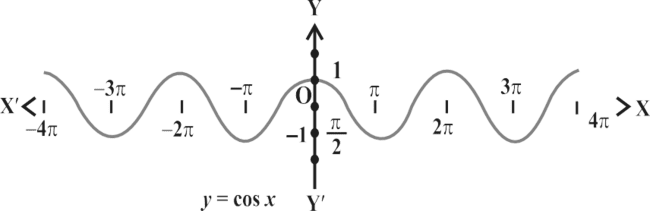 Y
−3π −π 1 π 3π
X′ O X
−4π −2π −1 π/2 2π 4π
y = cos x Y′